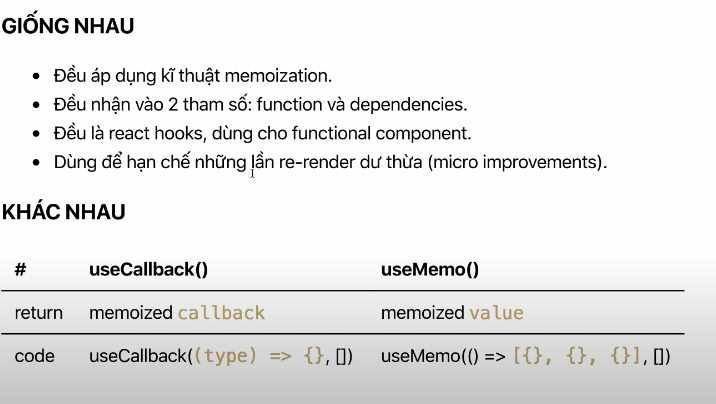 GIỐNG NHAU
Đều áp dụng kĩ thuật memoization.
Đều nhận vào 2 tham số: function và dependencies.
Đều là react hooks, dùng cho functional component.
Dùng để hạn chế những lần re-render dư thừa (micro improvements).
KHÁC NHAU
# useCallback() useMemo()
return memoized callback memoized value
code useCallback((type) => {}, []) useMemo(() => [{}, {}, {}], [])